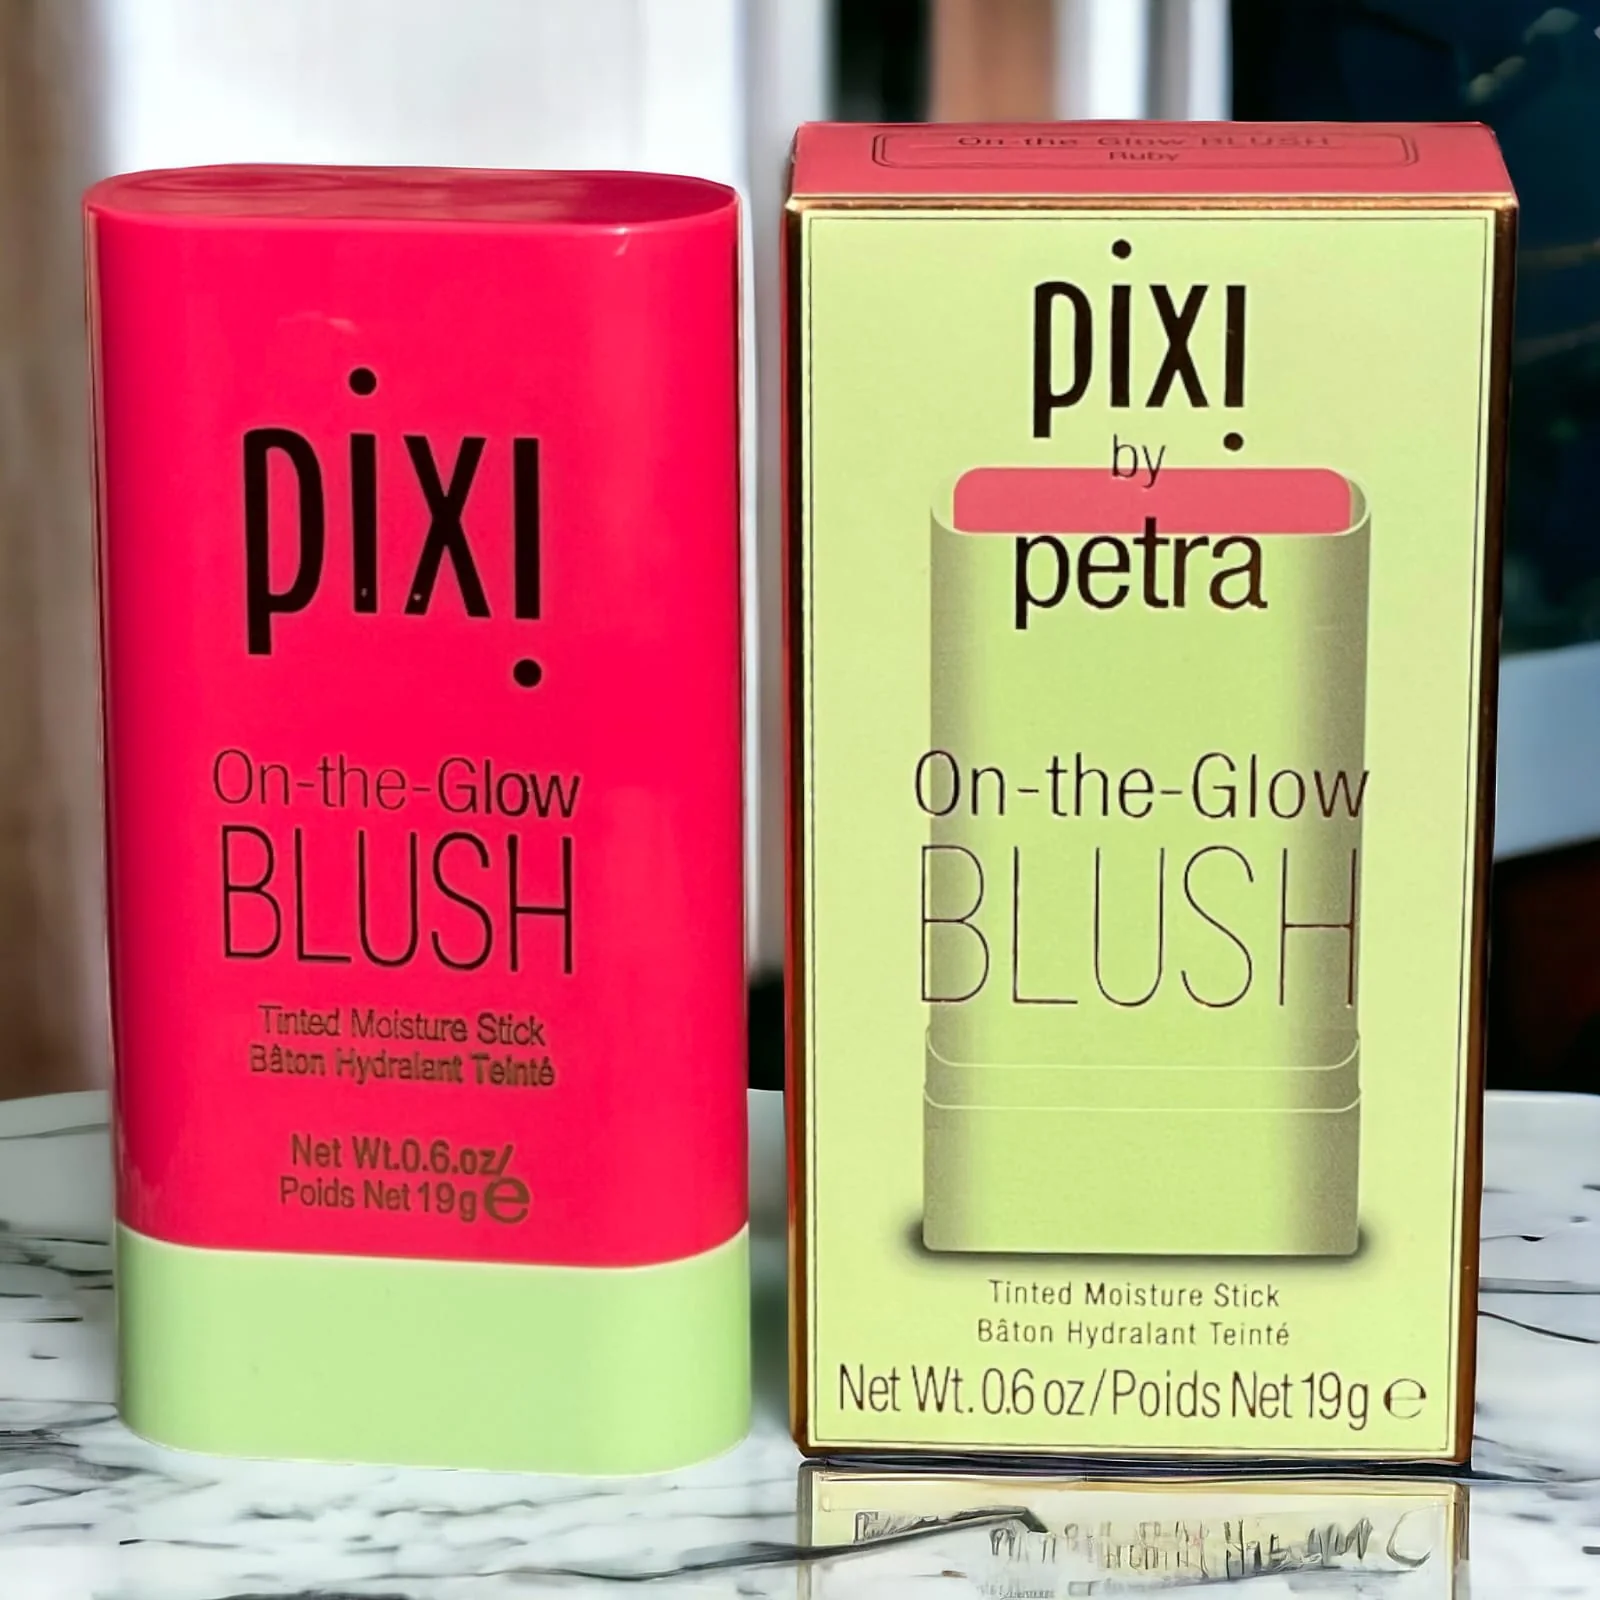 pixi
On-the-Glow
BLUSH
Tinted Moisture Stick
Bâton Hydralant Teinté
Net Wt.0.6.oz/
Poids Net 19g e
On-the-Glow BLUSH
Ruby
pixi
by
petra
On-the-Glow
BLUSH
Tinted Moisture Stick
Bâton Hydralant Teinté
Net Wt. 0.6 oz/Poids Net 19g e